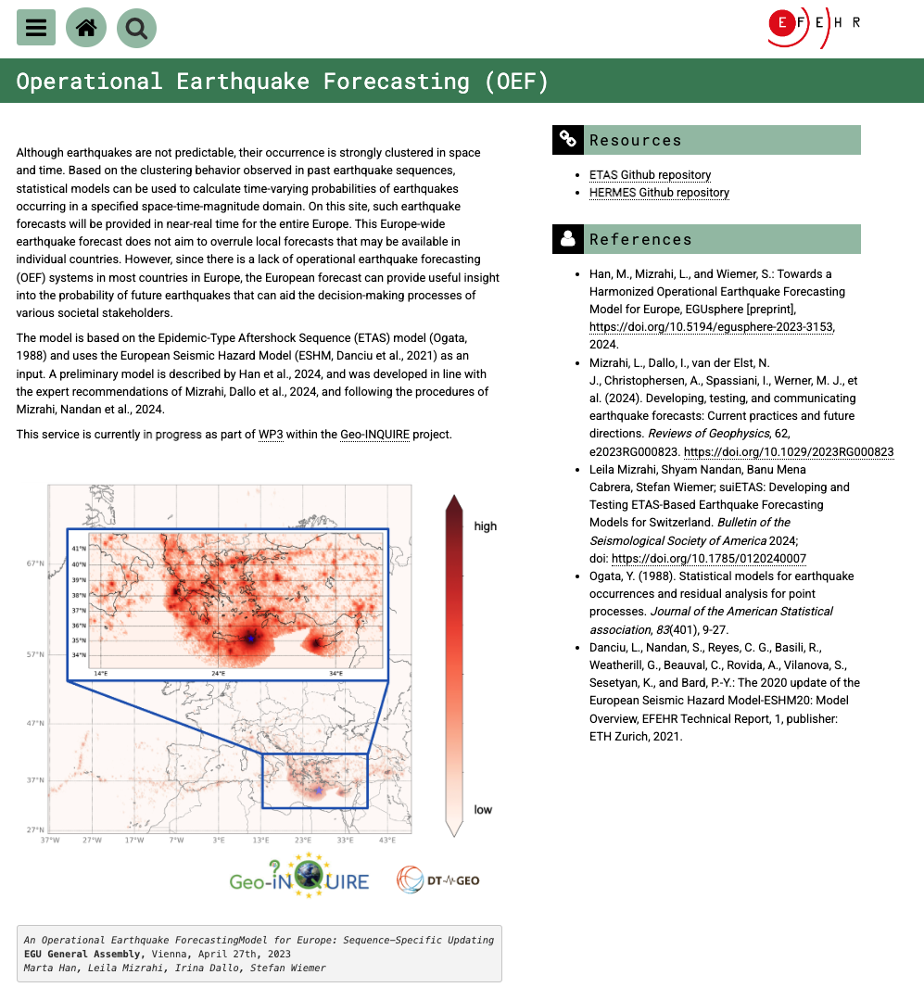 E F E H R
Operational Earthquake Forecasting (OEF)
Although earthquakes are not predictable, their occurrence is strongly clustered in space
and time. Based on the clustering behavior observed in past earthquake sequences,
statistical models can be used to calculate time-varying probabilities of earthquakes
occurring in a specified space-time-magnitude domain. On this site, such earthquake
forecasts will be provided in near-real time for the entire Europe. This Europe-wide
earthquake forecast does not aim to overrule local forecasts that may be available in
individual countries. However, since there is a lack of operational earthquake forecasting
(OEF) systems in most countries in Europe, the European forecast can provide useful insight
into the probability of future earthquakes that can aid the decision-making processes of
various societal stakeholders.
The model is based on the Epidemic-Type Aftershock Sequence (ETAS) model (Ogata,
1988) and uses the European Seismic Hazard Model (ESHM, Danciu et al., 2021) as an
input. A preliminary model is described by Han et al., 2024, and was developed in line with
the expert recommendations of Mizrahi, Dallo et al., 2024, and following the procedures of
Mizrahi, Nandan et al., 2024.
This service is currently in progress as part of WP3 within the Geo-INQUIRE project.
high
low
67°N
57°N
47°N
37°N
27°N
37°W 27°W 17°W 7°W 3°E 13°E 23°E 33°E 43°E
41°N
40°N
39°N
38°N
37°N
36°N
35°N
34°N
14°E 24°E 34°E
Geo-iNQUIRE
DT-GEO
An Operational Earthquake ForecastingModel for Europe: Sequence-Specific Updating
EGU General Assembly, Vienna, April 27th, 2023
Marta Han, Leila Mizrahi, Irina Dallo, Stefan Wiemer
Resources
• ETAS Github repository
• HERMES Github repository
References
• Han, M., Mizrahi, L., and Wiemer, S.: Towards a
Harmonized Operational Earthquake Forecasting
Model for Europe, EGUsphere [preprint],
https://doi.org/10.5194/egusphere-2023-3153,
2024.
• Mizrahi, L., Dallo, I., van der Elst, N.
J., Christophersen, A., Spassiani, I., Werner, M. J., et
al. (2024). Developing, testing, and communicating
earthquake forecasts: Current practices and future
directions. Reviews of Geophysics, 62,
e2023RG000823. https://doi.org/10.1029/2023RG000823
• Leila Mizrahi, Shyam Nandan, Banu Mena
Cabrera, Stefan Wiemer; suiETAS: Developing and
Testing ETAS-Based Earthquake Forecasting
Models for Switzerland. Bulletin of the
Seismological Society of America 2024;
doi: https://doi.org/10.1785/0120240007
• Ogata, Y. (1988). Statistical models for earthquake
occurrences and residual analysis for point
processes. Journal of the American Statistical
association, 83(401), 9-27.
• Danciu, L., Nandan, S., Reyes, C. G., Basili, R.,
Weatherill, G., Beauval, C., Rovida, A., Vilanova, S.,
Sesetyan, K., and Bard, P.-Y.: The 2020 update of the
European Seismic Hazard Model-ESHM20: Model
Overview, EFEHR Technical Report, 1, publisher:
ETH Zurich, 2021.